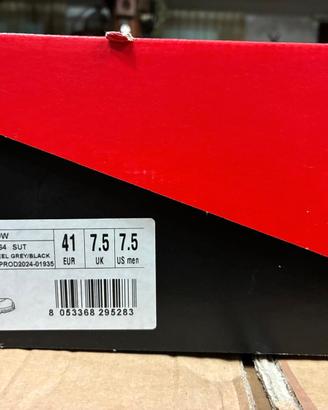 OW
64 SUT
EEL GREY/BLACK
PROD2024-01935
41 7.5 7.5
EUR UK US men
8 053368 295283